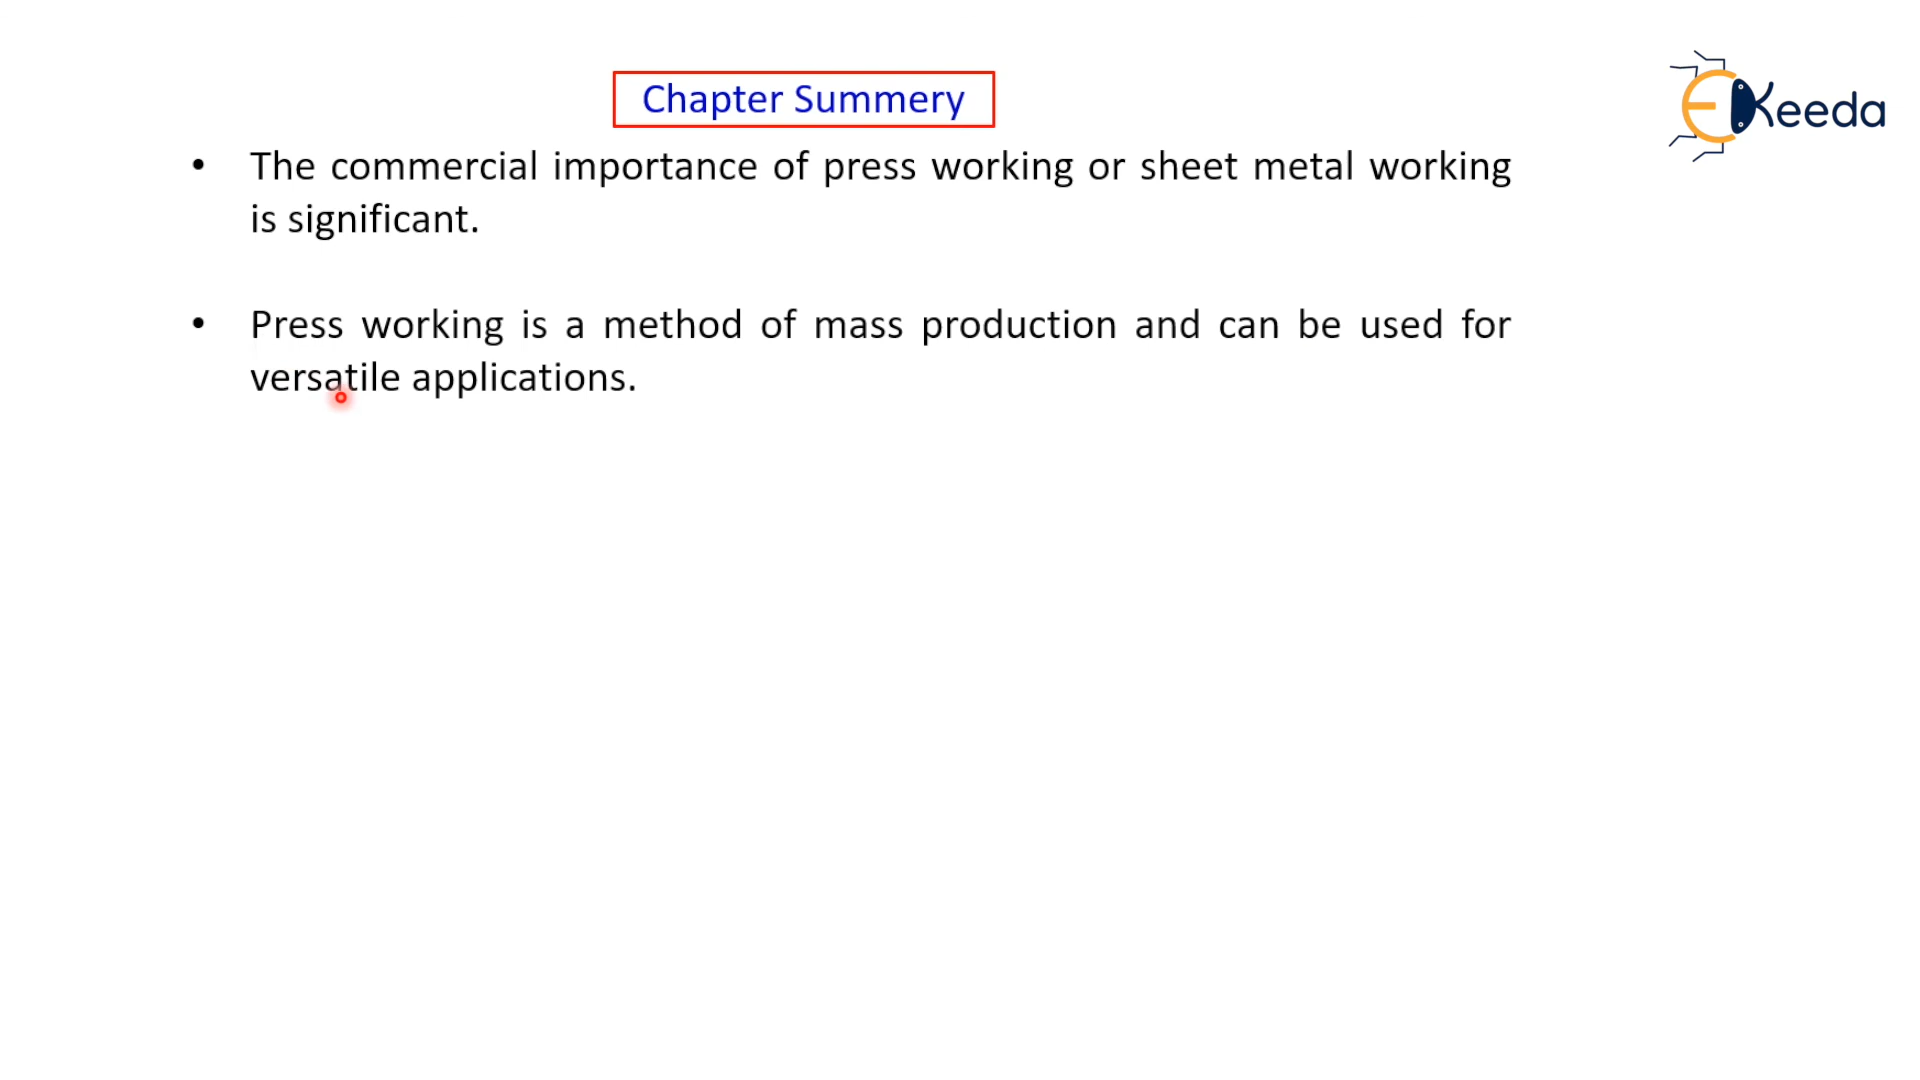 Chapter Summery
EKeeda
• The commercial importance of press working or sheet metal working
is significant.
• Press working is a method of mass production and can be used for
versatile applications.